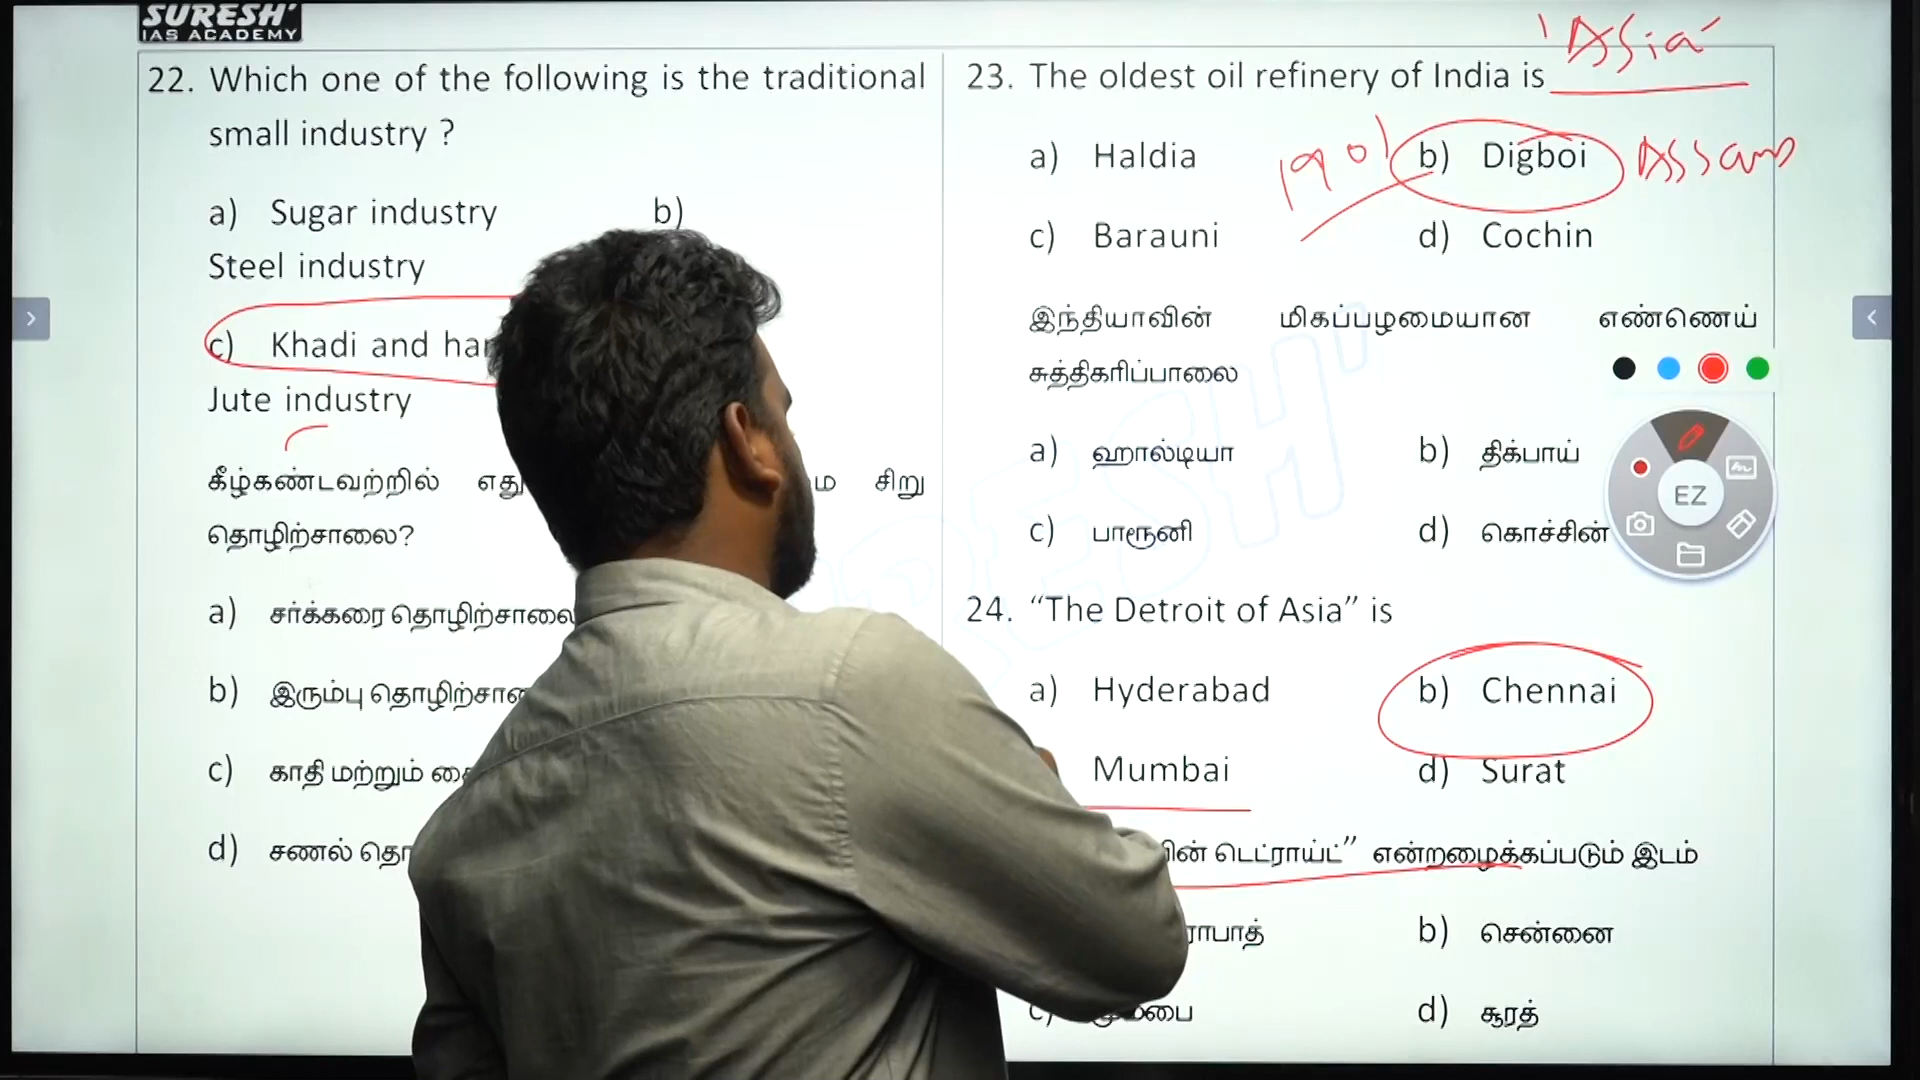 SURESH'
IAS ACADEMY
22. Which one of the following is the traditional
small industry ?
a) Sugar industry b)
Steel industry
c) Khadi and
Jute industry
கீழ்கண்டவற்றில் எது சிறு
தொழிற்சாலை?
a) சர்க்கரை தொழிற்சாலை
b) இரும்பு
c) காதி மற்றும்
d) சணல்
'Asia'
23. The oldest oil refinery of India is
a) Haldia 1901 b) Digboi Assam
c) Barauni d) Cochin
இந்தியாவின் மிகப்பழமையான எண்ணெய்
சுத்திகரிப்பாலை
a) ஹால்டியா b) திக்பாய்
c) பாரூனி d) கொச்சின்
EZ
24. “The Detroit of Asia” is
a) Hyderabad b) Chennai
Mumbai d) Surat
டெட்ராய்ட்” என்றழைக்கப்படும் இடம்
b) சென்னை
c) d) சூரத்